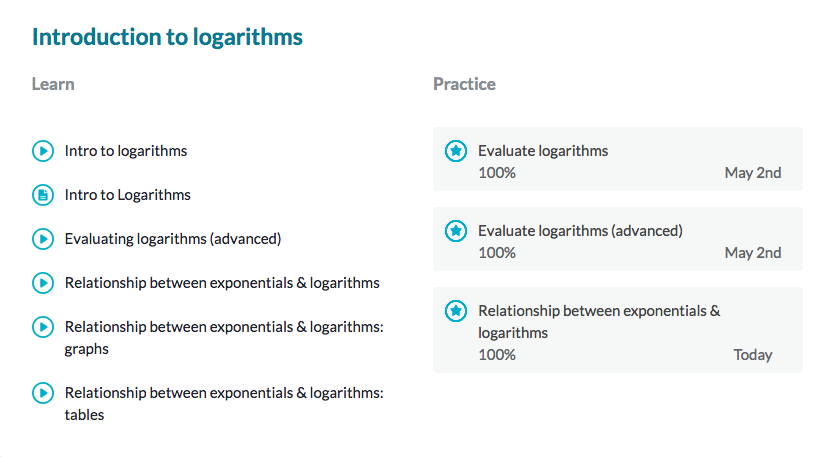 Introduction to logarithms
Learn
Intro to logarithms
Intro to Logarithms
Evaluating logarithms (advanced)
Relationship between exponentials & logarithms
Relationship between exponentials & logarithms:
graphs
Relationship between exponentials & logarithms:
tables
Practice
Evaluate logarithms
100% May 2nd
Evaluate logarithms (advanced)
100% May 2nd
Relationship between exponentials &
logarithms
100% Today